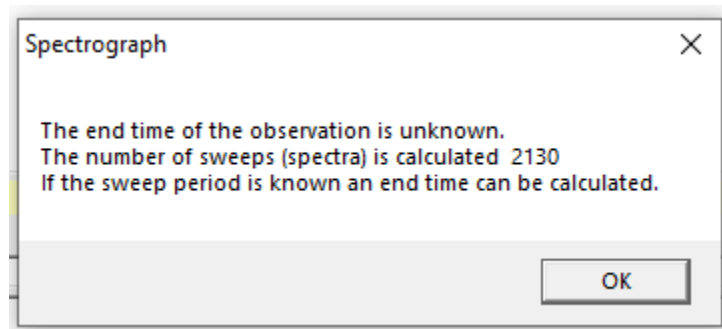 Spectrograph
The end time of the observation is unknown.
The number of sweeps (spectra) is calculated  2130
If the sweep period is known an end time can be calculated.
OK